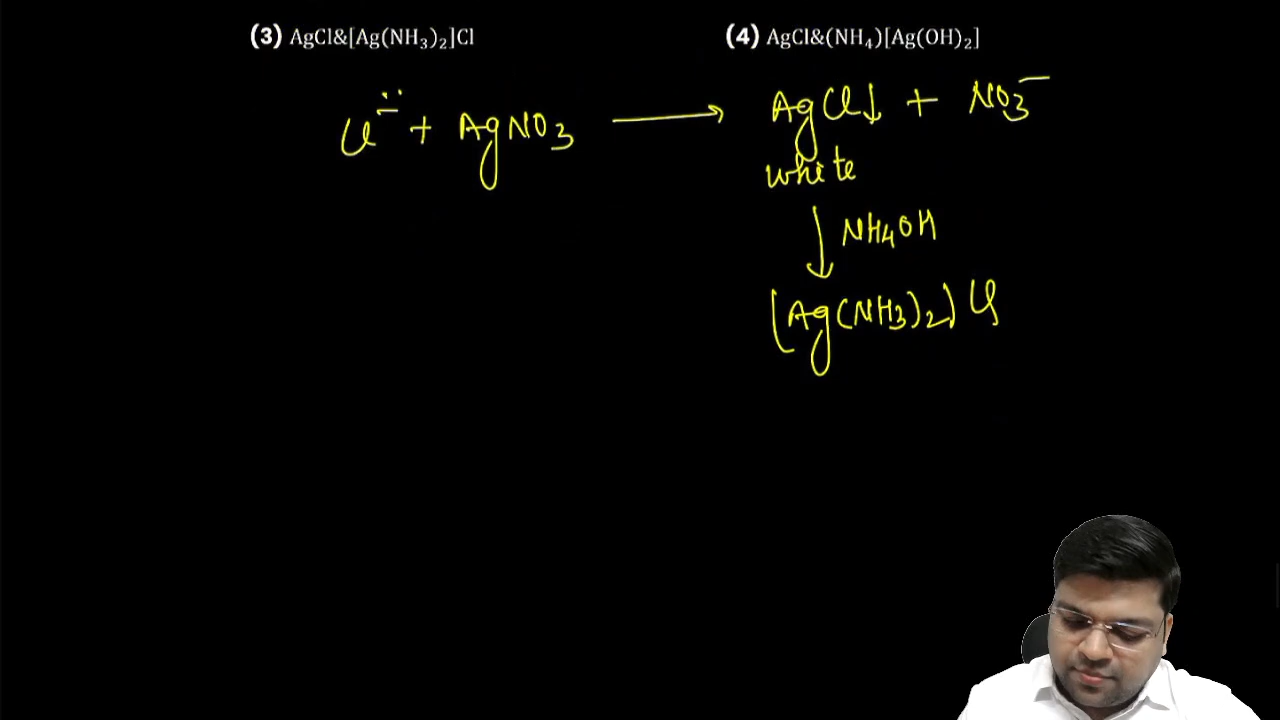 (3) AgCl&[Ag(NH₃)₂]Cl (4) AgCl&(NH₄)[Ag(OH)₂]
Cl⁻ + AgNO3 ⟶ AgCl↓ + NO3⁻
white
↓ NH4OH
[Ag(NH3)2]Cl